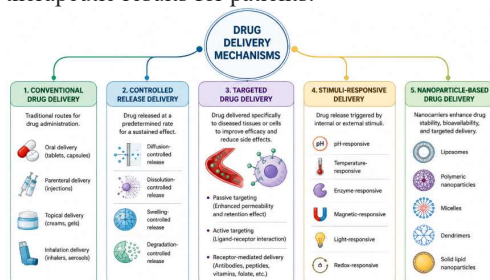 therapeutic results for patients.
DRUG
DELIVERY
MECHANISMS
1. CONVENTIONAL
DRUG DELIVERY
Traditional routes for
drug administration.
Oral delivery
(tablets, capsules)
Parenteral delivery
(injections)
Topical delivery
(creams, gels)
Inhalation delivery
(inhalers, aerosols)
2. CONTROLLED
RELEASE DELIVERY
Drug released at a
predetermined rate
for a sustained effect.
Diffusion-
controlled
release
Dissolution-
controlled
release
Swelling-
controlled
release
Degradation-
controlled
release
3. TARGETED
DRUG DELIVERY
Drug delivered specifically
to diseased tissues or cells
to improve efficacy and
reduce side effects.
• Passive targeting
(Enhanced permeability
and retention effect)
• Active targeting
(Ligand-receptor interaction)
• Receptor-mediated delivery
(Antibodies, peptides,
vitamins, folate, etc.)
4. STIMULI-RESPONSIVE
DELIVERY
Drug release triggered by
internal or external stimuli.
pH
pH-responsive
Temperature-
responsive
Enzyme-responsive
Magnetic-responsive
Light-responsive
Redox-responsive
5. NANOPARTICLE-BASED
DRUG DELIVERY
Nanocarriers enhance drug
stability, bioavailability,
and targeted delivery.
Liposomes
Polymeric
nanoparticles
Micelles
Dendrimers
Solid lipid
nanoparticles